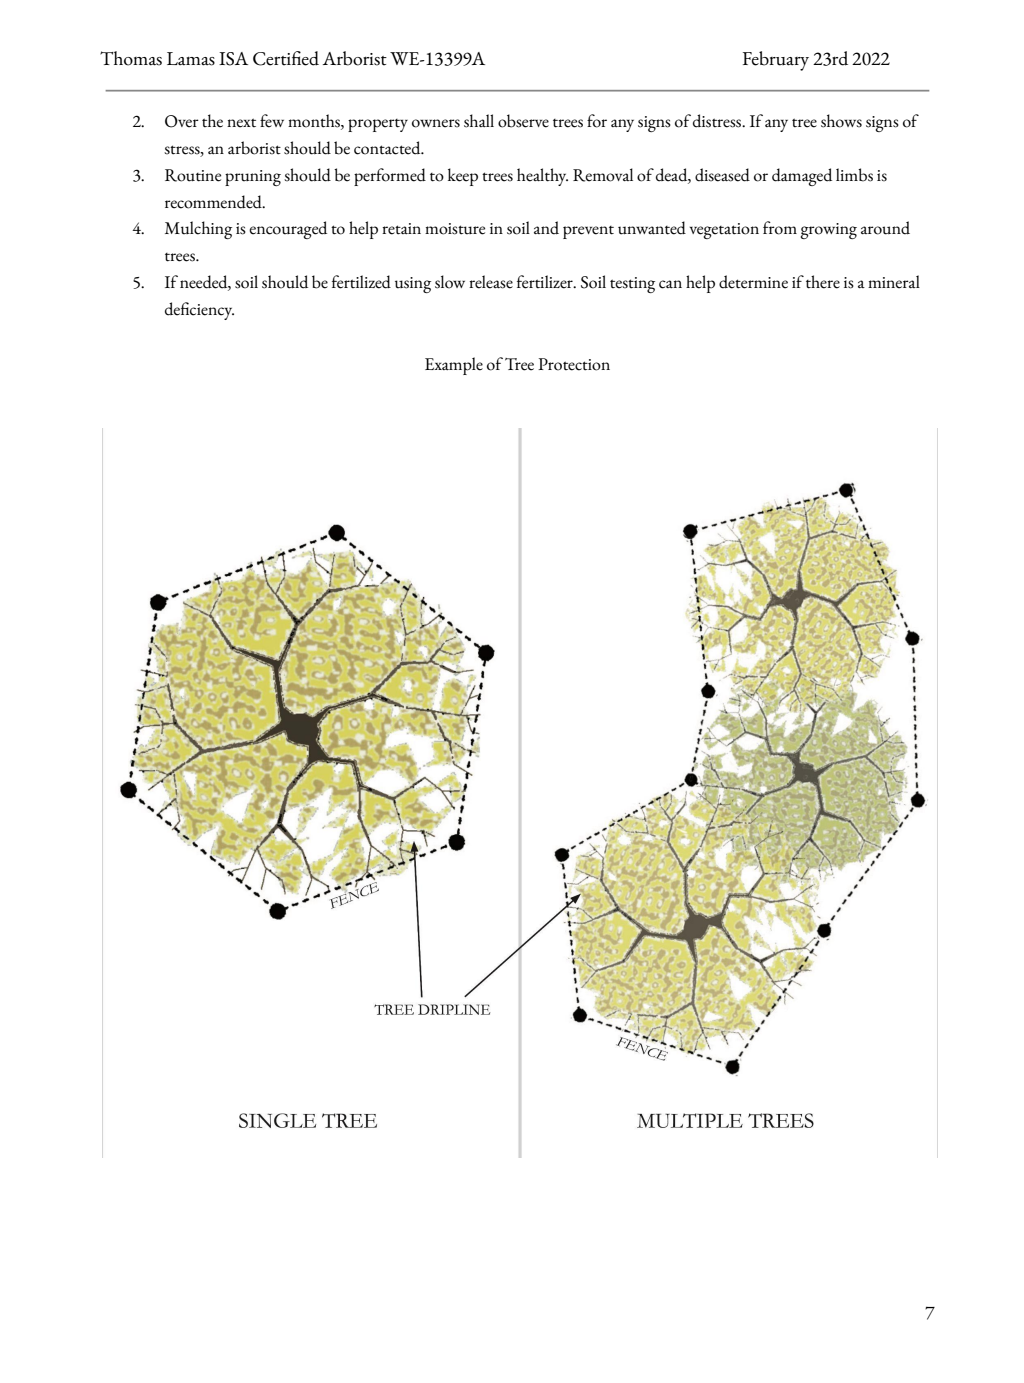 Thomas Lamas ISA Certified Arborist WE-13399A February 23rd 2022
2. Over the next few months, property owners shall observe trees for any signs of distress. If any tree shows signs of
stress, an arborist should be contacted.
3. Routine pruning should be performed to keep trees healthy. Removal of dead, diseased or damaged limbs is
recommended.
4. Mulching is encouraged to help retain moisture in soil and prevent unwanted vegetation from growing around
trees.
5. If needed, soil should be fertilized using slow release fertilizer. Soil testing can help determine if there is a mineral
deficiency.
Example of Tree Protection
FENCE
TREE DRIPLINE
FENCE
SINGLE TREE
MULTIPLE TREES
7